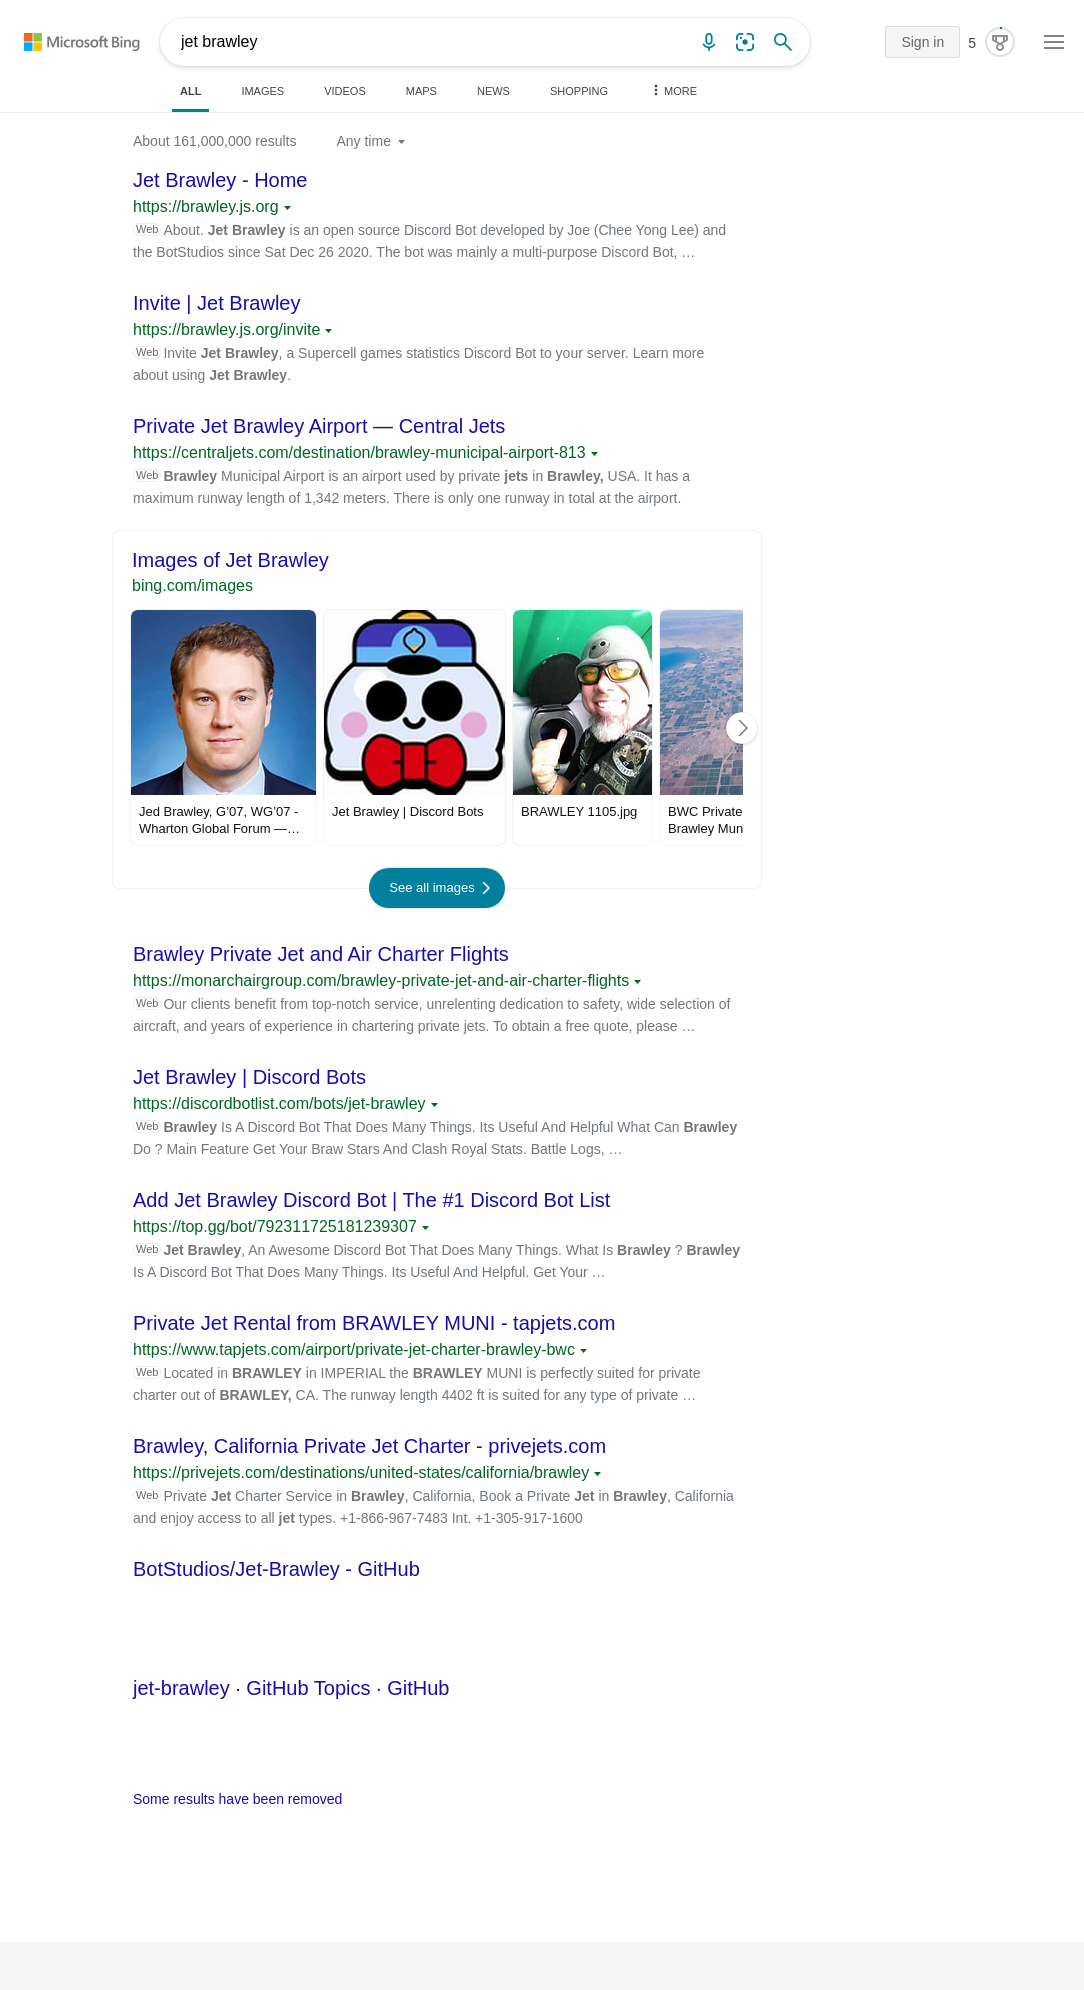 Microsoft Bing
jet brawley
Sign in
5
ALL
IMAGES
VIDEOS
MAPS
NEWS
SHOPPING
MORE
About 161,000,000 results
Any time
Jet Brawley - Home
https://brawley.js.org
Web About. Jet Brawley is an open source Discord Bot developed by Joe (Chee Yong Lee) and
the BotStudios since Sat Dec 26 2020. The bot was mainly a multi-purpose Discord Bot, …
Invite | Jet Brawley
https://brawley.js.org/invite
Web Invite Jet Brawley, a Supercell games statistics Discord Bot to your server. Learn more
about using Jet Brawley.
Private Jet Brawley Airport — Central Jets
https://centraljets.com/destination/brawley-municipal-airport-813
Web Brawley Municipal Airport is an airport used by private jets in Brawley, USA. It has a
maximum runway length of 1,342 meters. There is only one runway in total at the airport.
Images of Jet Brawley
bing.com/images
Jed Brawley, G’07, WG’07 -
Wharton Global Forum —…
Jet Brawley | Discord Bots
BRAWLEY 1105.jpg
BWC Private
Brawley Mun
See all images
Brawley Private Jet and Air Charter Flights
https://monarchairgroup.com/brawley-private-jet-and-air-charter-flights
Web Our clients benefit from top-notch service, unrelenting dedication to safety, wide selection of
aircraft, and years of experience in chartering private jets. To obtain a free quote, please …
Jet Brawley | Discord Bots
https://discordbotlist.com/bots/jet-brawley
Web Brawley Is A Discord Bot That Does Many Things. Its Useful And Helpful What Can Brawley
Do ? Main Feature Get Your Braw Stars And Clash Royal Stats. Battle Logs, …
Add Jet Brawley Discord Bot | The #1 Discord Bot List
https://top.gg/bot/792311725181239307
Web Jet Brawley, An Awesome Discord Bot That Does Many Things. What Is Brawley ? Brawley
Is A Discord Bot That Does Many Things. Its Useful And Helpful. Get Your …
Private Jet Rental from BRAWLEY MUNI - tapjets.com
https://www.tapjets.com/airport/private-jet-charter-brawley-bwc
Web Located in BRAWLEY in IMPERIAL the BRAWLEY MUNI is perfectly suited for private
charter out of BRAWLEY, CA. The runway length 4402 ft is suited for any type of private …
Brawley, California Private Jet Charter - privejets.com
https://privejets.com/destinations/united-states/california/brawley
Web Private Jet Charter Service in Brawley, California, Book a Private Jet in Brawley, California
and enjoy access to all jet types. +1-866-967-7483 Int. +1-305-917-1600
BotStudios/Jet-Brawley - GitHub
jet-brawley · GitHub Topics · GitHub
Some results have been removed